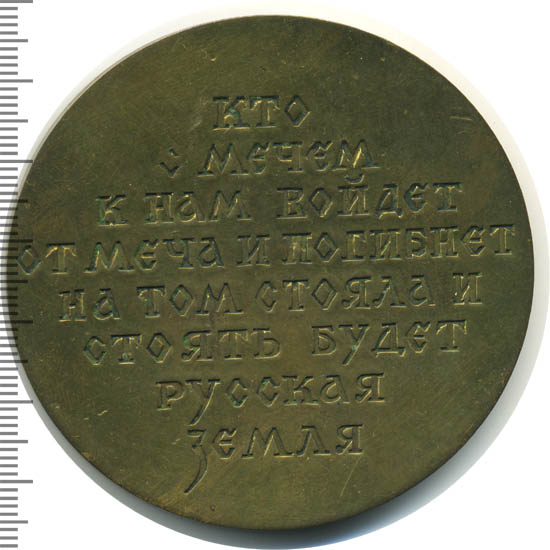 КТО
С МЕЧЕМ
К НАМ ВОЙДЕТ
ОТ МЕЧА И ПОГИБНЕТ
НА ТОМ СТОЯЛА И
СТОЯТЬ БУДЕТ
РУССКАЯ
ЗЕМЛЯ